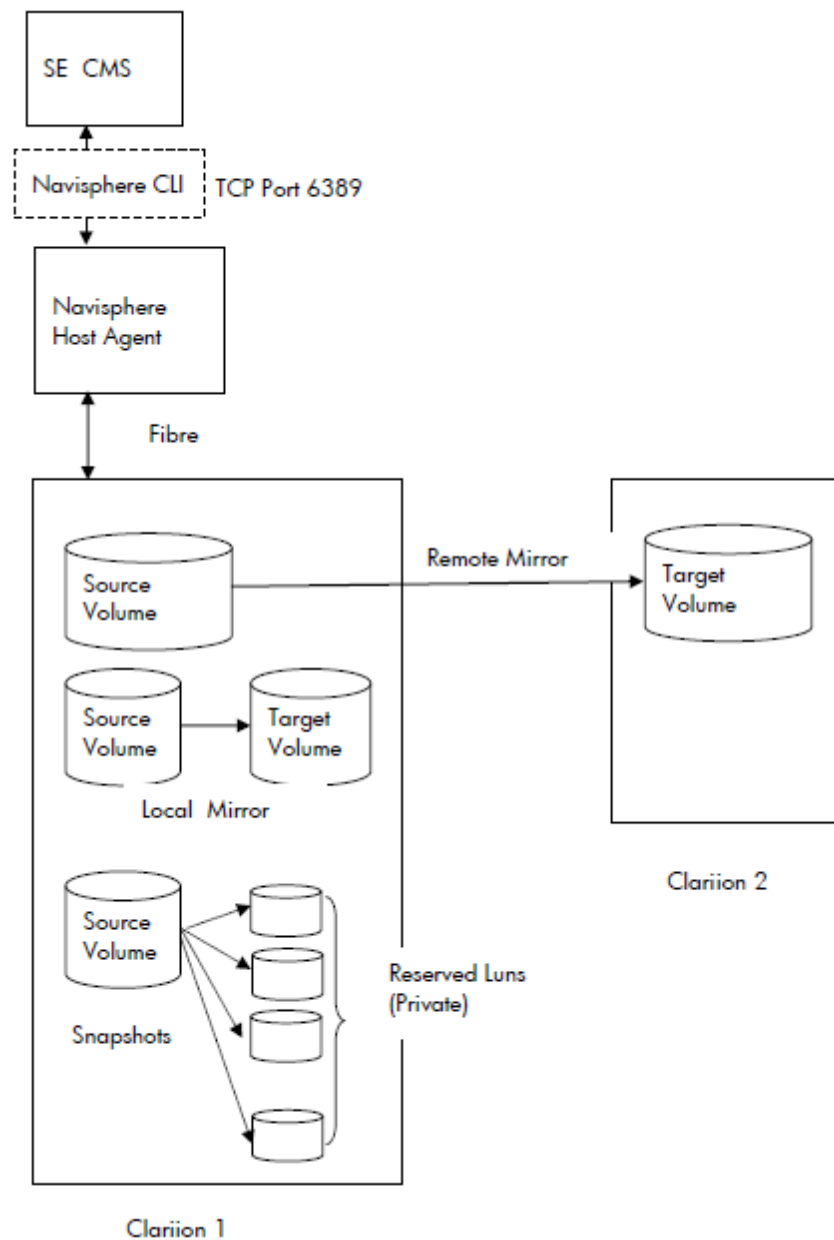 SE CMS
Navisphere CLI
TCP Port 6389
Navisphere
Host Agent
Fibre
Source
Volume
Remote Mirror
Target
Volume
Source
Volume
Target
Volume
Local Mirror
Source
Volume
Snapshots
Reserved Luns
(Private)
Clariion 2
Clariion 1